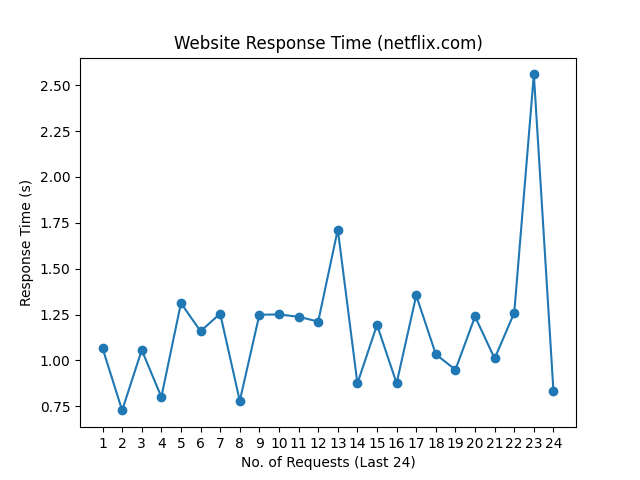 Website Response Time (netflix.com)
2.50
2.25
2.00
1.75
1.50
1.25
1.00
0.75
Response Time (s)
1 2 3 4 5 6 7 8 9 10 11 12 13 14 15 16 17 18 19 20 21 22 23 24
No. of Requests (Last 24)